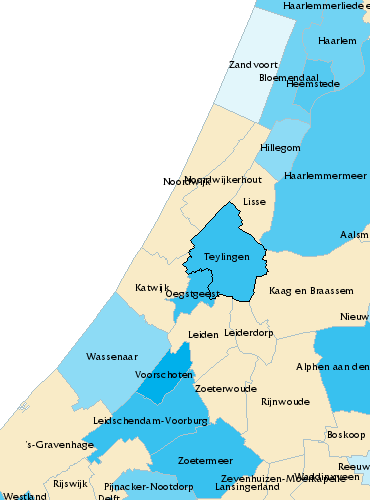 Haarlemmerliede e
Haarlem
Zandvoort
Bloemendaal
Heemstede
Hillegom
Haarlemmermeer
Noordwijkerhout
Noordwijk
Lisse
Aalsm
Teylingen
Katwijk
Oegstgeest
Kaag en Braassem
Nieuw
Leiden
Leiderdorp
Wassenaar
Voorschoten
Alphen aan den
Zoeterwoude
Rijnwoude
Leidschendam-Voorburg
Boskoop
's-Gravenhage
Zoetermeer
Reeuw
Waddinxveen
Zevenhuizen-Moerkapelle
Rijswijk
Pijnacker-Nootdorp
Lansingerland
Westland
Delft